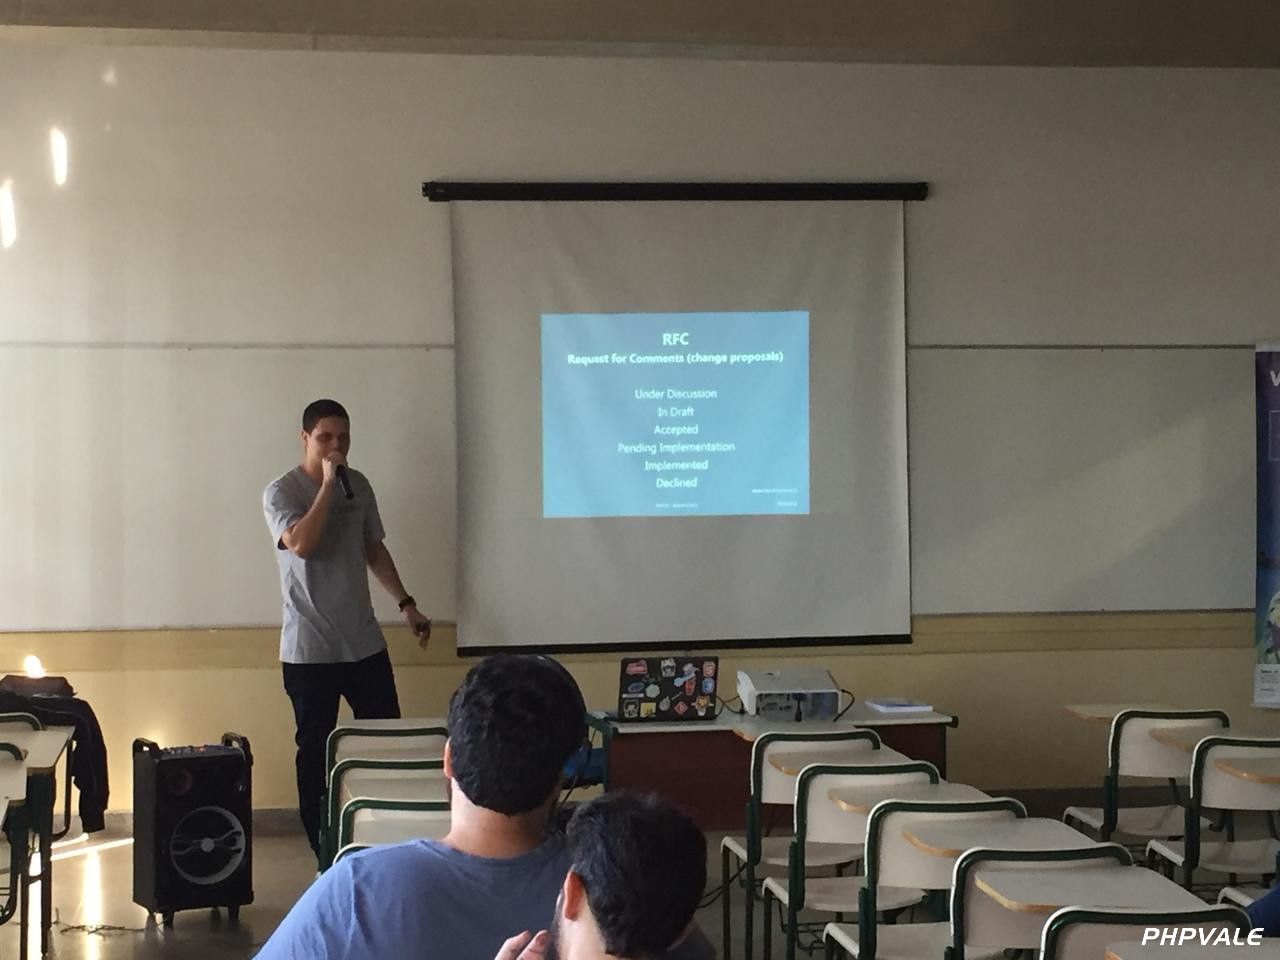 RFC
Request for Comments (change proposals)
Under Discussion
In Draft
Accepted
Pending Implementation
Implemented
Declined
PHPVALE